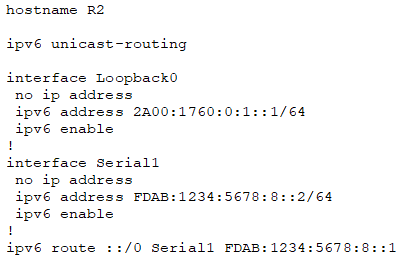 hostname R2
ipv6 unicast-routing
interface Loopback0
no ip address
ipv6 address 2A00:1760:0:1::1/64
ipv6 enable
!
interface Serial1
no ip address
ipv6 address FDAB:1234:5678:8::2/64
ipv6 enable
!
ipv6 route ::/0 Serial1 FDAB:1234:5678:8::1